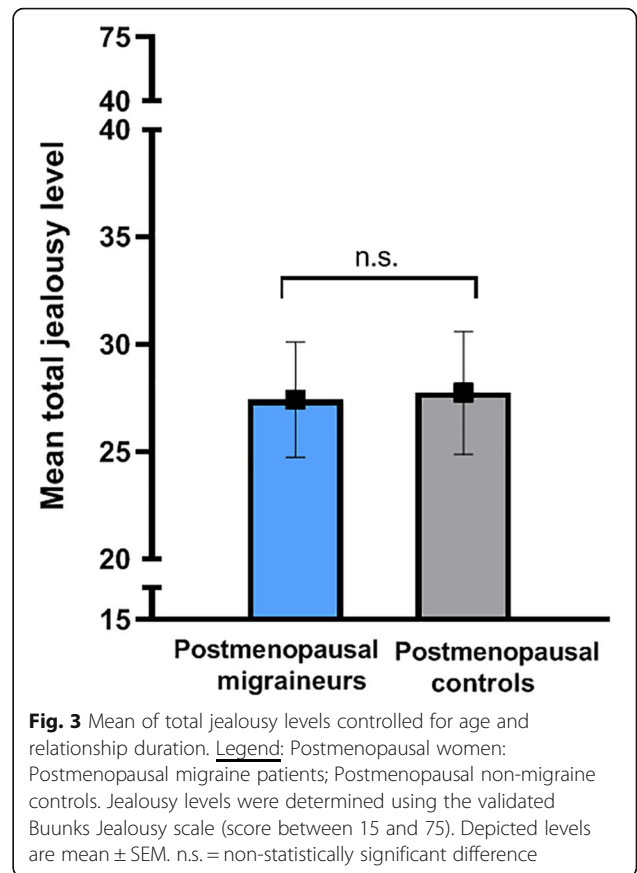 75
40
40
35
30
25
20
15
Mean total jealousy level
n.s.
Postmenopausal migraineurs
Postmenopausal controls
Fig. 3 Mean of total jealousy levels controlled for age and
relationship duration. Legend: Postmenopausal women:
Postmenopausal migraine patients; Postmenopausal non-migraine
controls. Jealousy levels were determined using the validated
Buunks Jealousy scale (score between 15 and 75). Depicted levels
are mean ± SEM. n.s. = non-statistically significant difference